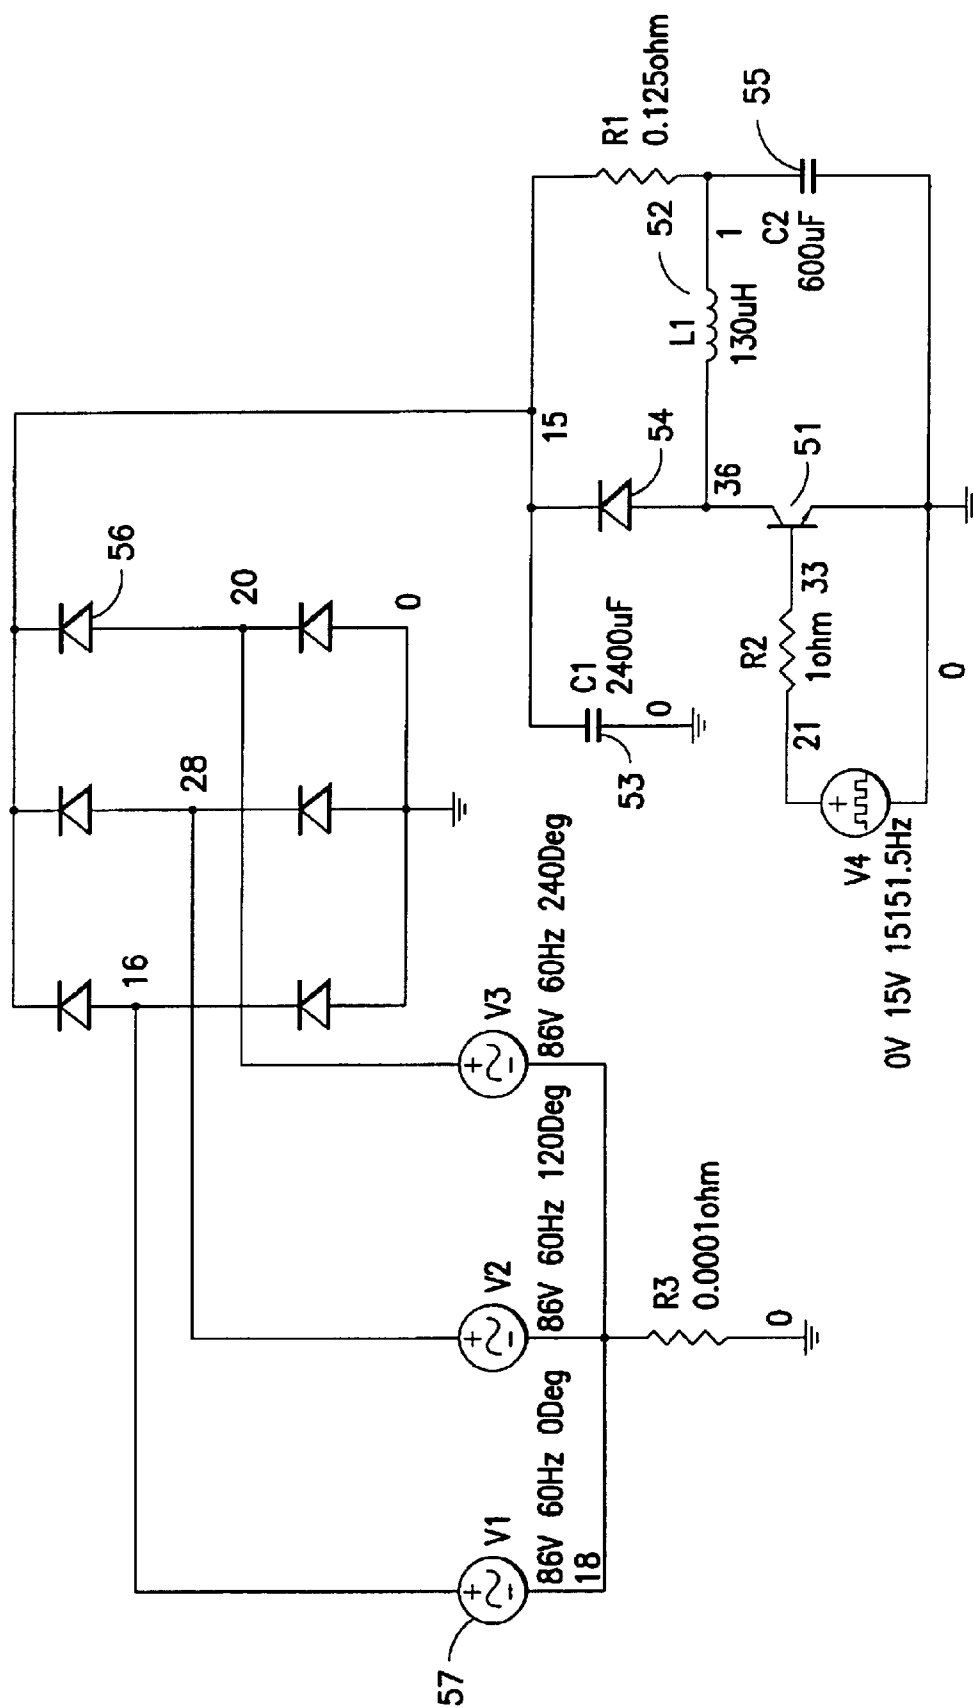 57
V1
86V 60Hz 0Deg
18
V2
86V 60Hz 120Deg
V3
86V 60Hz 240Deg
R3
0.0001ohm
0
16
28
20
56
0
15
C1
2400uF
0
53
54
36
51
33
R2
1ohm
21
V4
0V 15V 15151.5Hz
0
L1
130uH
52
1
R1
0.125ohm
C2
600uF
55